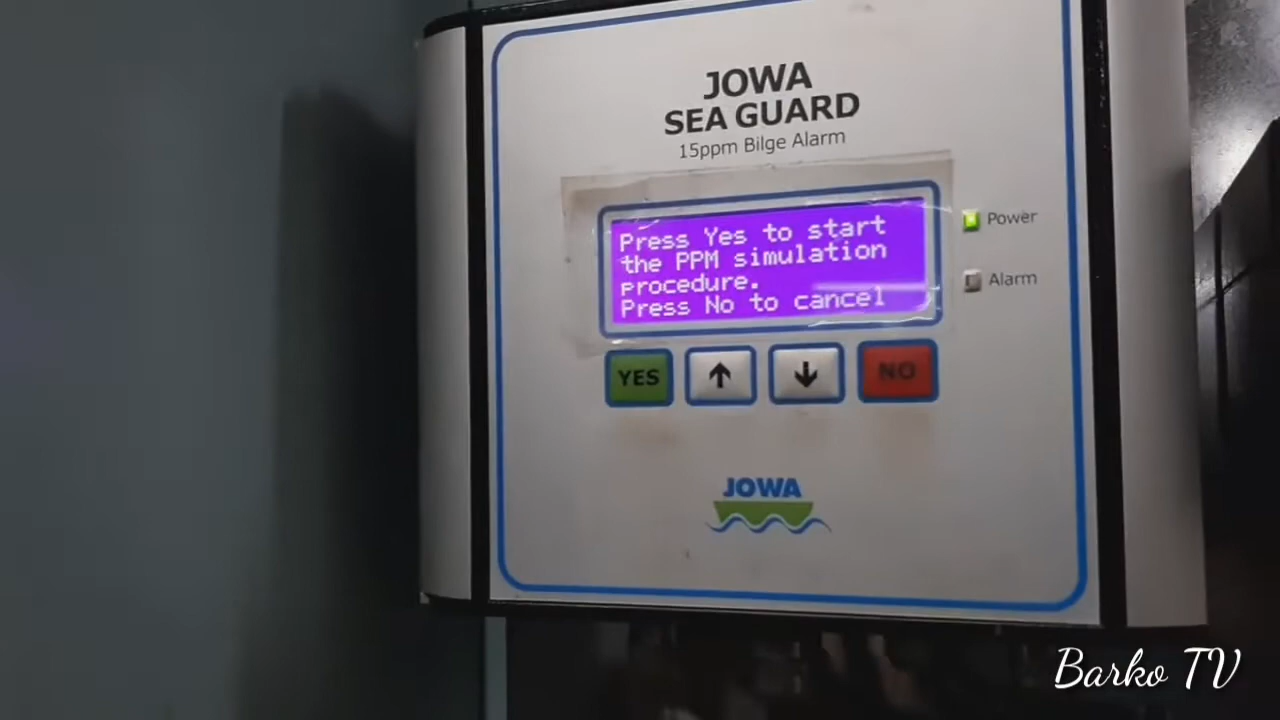 JOWA
SEA GUARD
15ppm Bilge Alarm
Press Yes to start
the PPM simulation
procedure.
Press No to cancel
Power
Alarm
YES
NO
JOWA
Barko TV